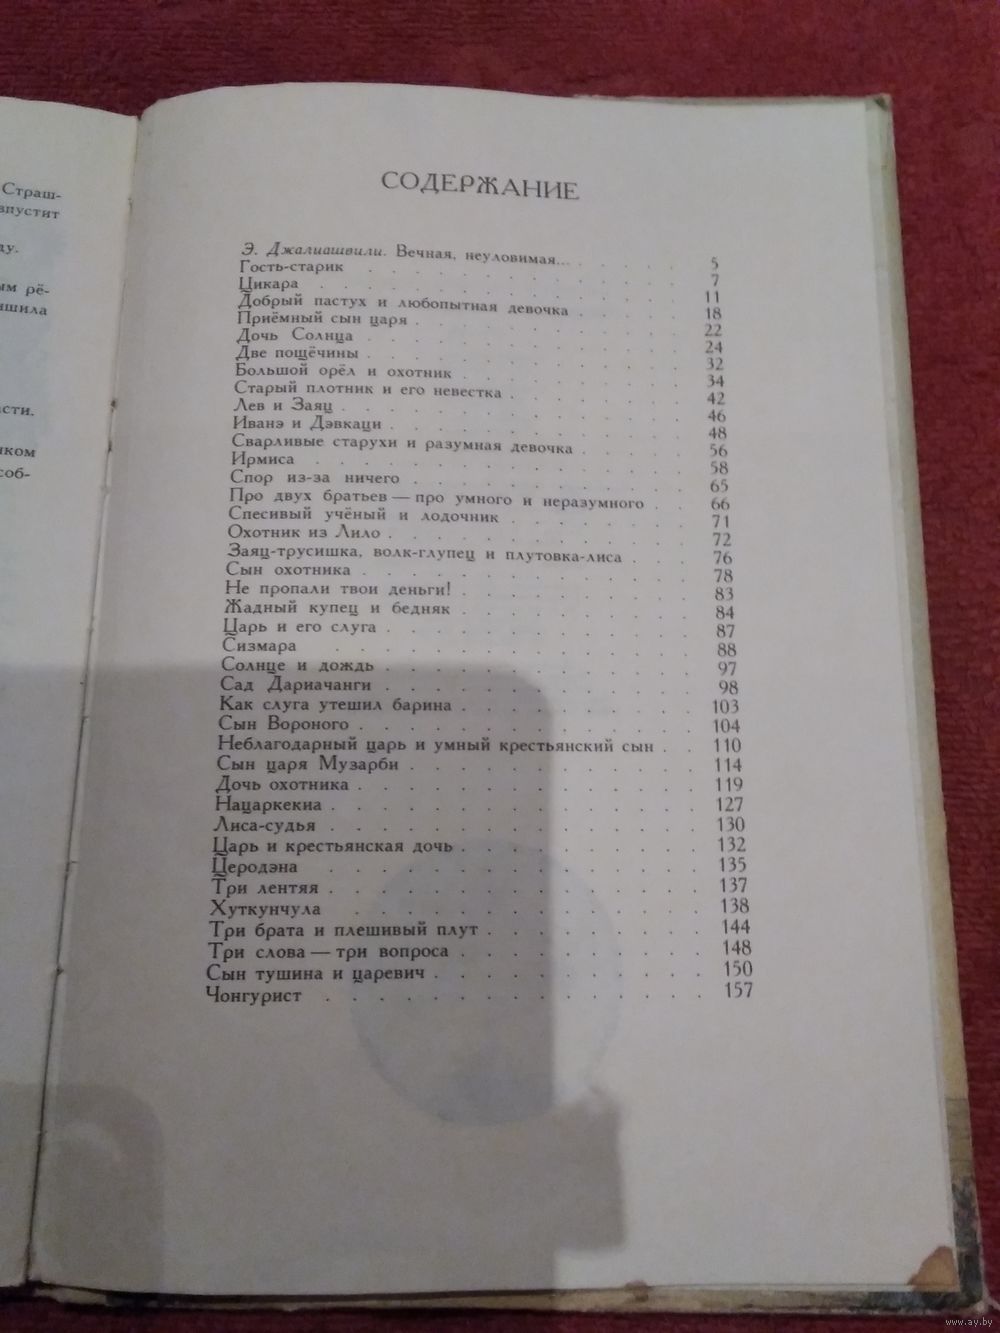 Страш-
впустит
ду.
ым рё-
ешила
сти.
иком
соб-
СОДЕРЖАНИЕ
Э. Джалиашвили. Вечная, неуловимая... 5
Гость-старик 7
Цикара 11
Добрый пастух и любопытная девочка 18
Приёмный сын царя 22
Дочь Солнца 24
Две пощёчины 32
Большой орёл и охотник 34
Старый плотник и его невестка 42
Лев и Заяц 46
Иванэ и Дэвкаци 48
Сварливые старухи и разумная девочка 56
Ирмиса 58
Спор из-за ничего 65
Про двух братьев — про умного и неразумного 66
Спесивый учёный и лодочник 71
Охотник из Лило 72
Заяц-трусишка, волк-глупец и плутовка-лиса 76
Сын охотника 78
Не пропали твои деньги! 83
Жадный купец и бедняк 84
Царь и его слуга 87
Сизмара 88
Солнце и дождь 97
Сад Дариачанги 98
Как слуга утешил барина 103
Сын Вороного 104
Неблагодарный царь и умный крестьянский сын 110
Сын царя Музарби 114
Дочь охотника 119
Нацаркекиа 127
Лиса-судья 130
Царь и крестьянская дочь 132
Церодэна 135
Три лентяя 137
Хуткунчула 138
Три брата и плешивый плут 144
Три слова — три вопроса 148
Сын тушина и царевич 150
Чонгурист 157
www.ay.by